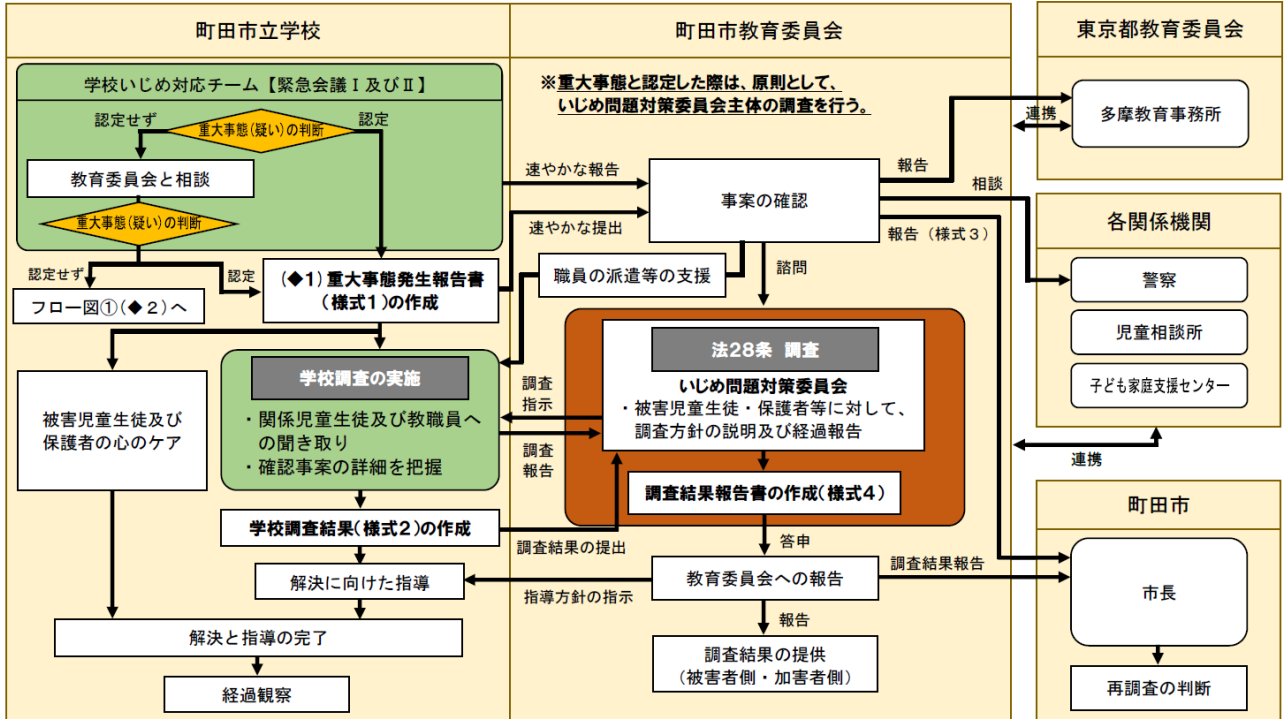 町田市立学校
学校いじめ対応チーム【緊急会議Ⅰ及びⅡ】
認定せず
重大事態(疑い)の判断
認定
教育委員会と相談
重大事態(疑い)の判断
認定せず
認定
フロー図①(◆2)へ
(◆1)重大事態発生報告書
(様式1)の作成
被害児童生徒及び
保護者の心のケア
学校調査の実施
・関係児童生徒及び教職員へ
の聞き取り
・確認事案の詳細を把握
学校調査結果(様式2)の作成
解決に向けた指導
解決と指導の完了
経過観察
町田市教育委員会
※重大事態と認定した際は、原則として、
いじめ問題対策委員会主体の調査を行う。
速やかな報告
速やかな提出
事案の確認
職員の派遣等の支援
諮問
報告
相談
報告(様式3)
法28条 調査
いじめ問題対策委員会
・被害児童生徒・保護者等に対して、
調査方針の説明及び経過報告
調査
指示
調査
報告
調査結果報告書の作成(様式4)
調査結果の提出
答申
教育委員会への報告
調査結果報告
指導方針の指示
報告
調査結果の提供
(被害者側・加害者側)
東京都教育委員会
連携
多摩教育事務所
各関係機関
警察
児童相談所
子ども家庭支援センター
連携
町田市
市長
再調査の判断